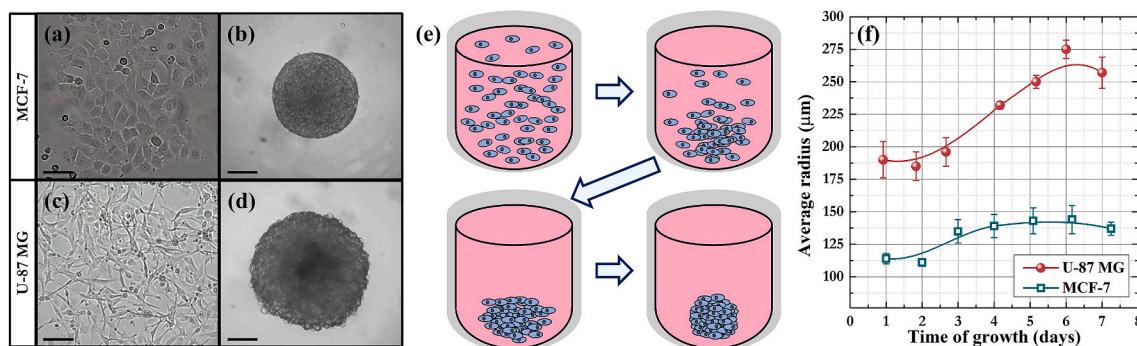 MCF-7
(a)
(b)
U-87 MG
(c)
(d)
(e)
(f)
Average radius (μm)
300
275
250
225
200
175
150
125
100
0 1 2 3 4 5 6 7 8
Time of growth (days)
U-87 MG
MCF-7